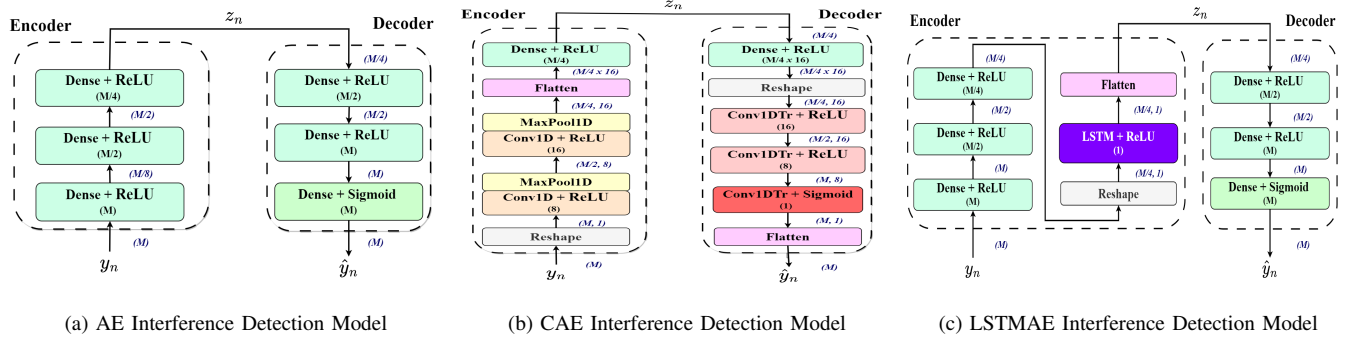 Encoder
z_n
Decoder
(M/4)
Dense + ReLU
(M/4)
(M/2)
Dense + ReLU
(M/2)
(M/8)
Dense + ReLU
(M)
(M)
y_n
Dense + ReLU
(M/2)
(M/2)
Dense + ReLU
(M)
(M)
Dense + Sigmoid
(M)
(M)
ŷ_n
(a) AE Interference Detection Model
Encoder
z_n
Decoder
(M/4)
Dense + ReLU
(M/4)
(M/4 x 16)
Flatten
(M/4, 16)
MaxPool1D
Conv1D + ReLU
(16)
(M/2, 8)
MaxPool1D
Conv1D + ReLU
(8)
(M, 1)
Reshape
(M)
y_n
Dense + ReLU
(M/4 x 16)
(M/4 x 16)
Reshape
(M/4, 16)
Conv1DTr + ReLU
(16)
(M/2, 16)
Conv1DTr + ReLU
(8)
(M, 8)
Conv1DTr + Sigmoid
(1)
(M, 1)
Flatten
(M)
ŷ_n
(b) CAE Interference Detection Model
Encoder
z_n
Decoder
(M/4)
Dense + ReLU
(M/4)
(M/2)
Dense + ReLU
(M/2)
(M)
Dense + ReLU
(M)
(M)
y_n
(M/4)
Flatten
(M/4, 1)
LSTM + ReLU
(1)
(M/4, 1)
Reshape
(M/4)
Dense + ReLU
(M/2)
(M/2)
Dense + ReLU
(M)
(M)
Dense + Sigmoid
(M)
(M)
ŷ_n
(c) LSTMAE Interference Detection Model